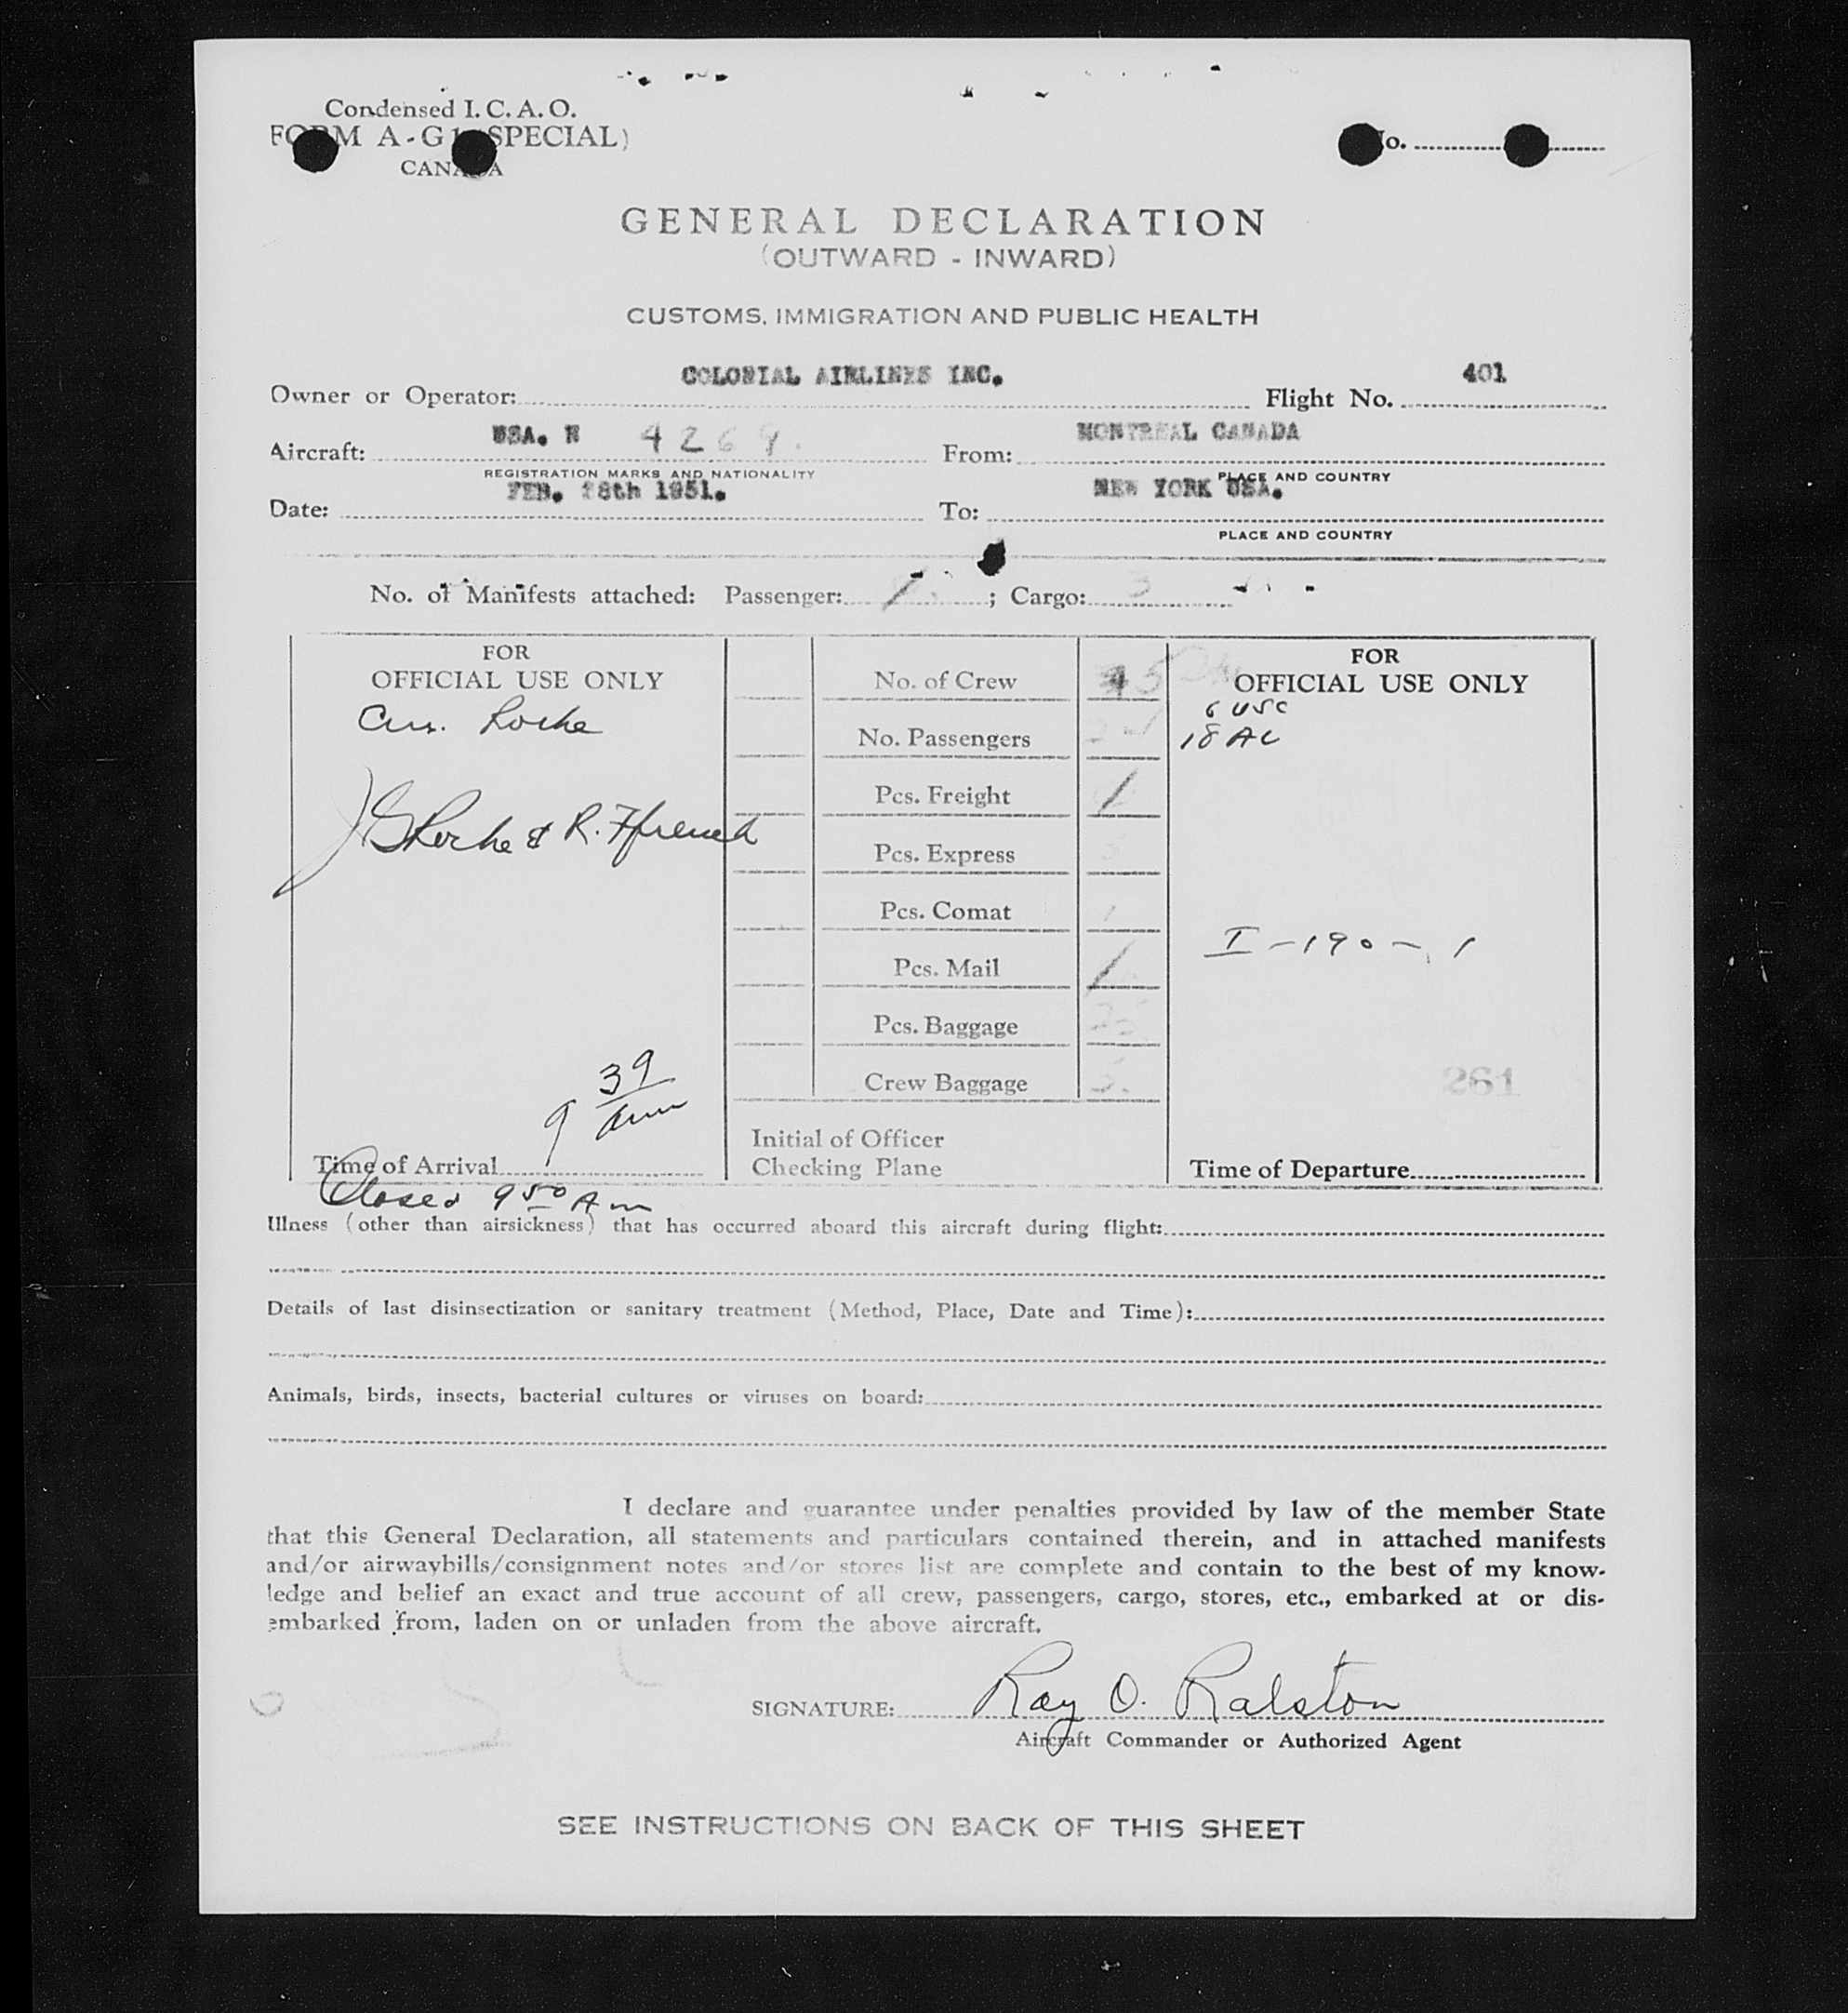 Condensed I. C. A. O.
FORM A-G1 (SPECIAL)
CANADA
No.
GENERAL DECLARATION
(OUTWARD - INWARD)
CUSTOMS, IMMIGRATION AND PUBLIC HEALTH
Owner or Operator: COLONIAL AIRLINES INC. Flight No. 401
Aircraft: USA. N 4269. From: MONTREAL CANADA
REGISTRATION MARKS AND NATIONALITY PLACE AND COUNTRY
Date: FEB. 28th 1951. To: NEW YORK USA.
PLACE AND COUNTRY
No. of Manifests attached: Passenger: ; Cargo: 3
FOR
OFFICIAL USE ONLY
Roche
J G Roche & R. Ffrench
9 39 am
Time of Arrival
Closed 9 50 Am
No. of Crew
No. Passengers
Pcs. Freight
Pcs. Express
Pcs. Comat
Pcs. Mail
Pcs. Baggage
Crew Baggage
Initial of Officer
Checking Plane
FOR
OFFICIAL USE ONLY
6 USC
18 AC
I - 190 - 1
261
Time of Departure
Illness (other than airsickness) that has occurred aboard this aircraft during flight:
Details of last disinsectization or sanitary treatment (Method, Place, Date and Time):
Animals, birds, insects, bacterial cultures or viruses on board:
I declare and guarantee under penalties provided by law of the member State
that this General Declaration, all statements and particulars contained therein, and in attached manifests
and/or airwaybills/consignment notes and/or stores list are complete and contain to the best of my know-
ledge and belief an exact and true account of all crew, passengers, cargo, stores, etc., embarked at or dis-
embarked from, laden on or unladen from the above aircraft.
SIGNATURE: Ray O. Ralston
Aircraft Commander or Authorized Agent
SEE INSTRUCTIONS ON BACK OF THIS SHEET